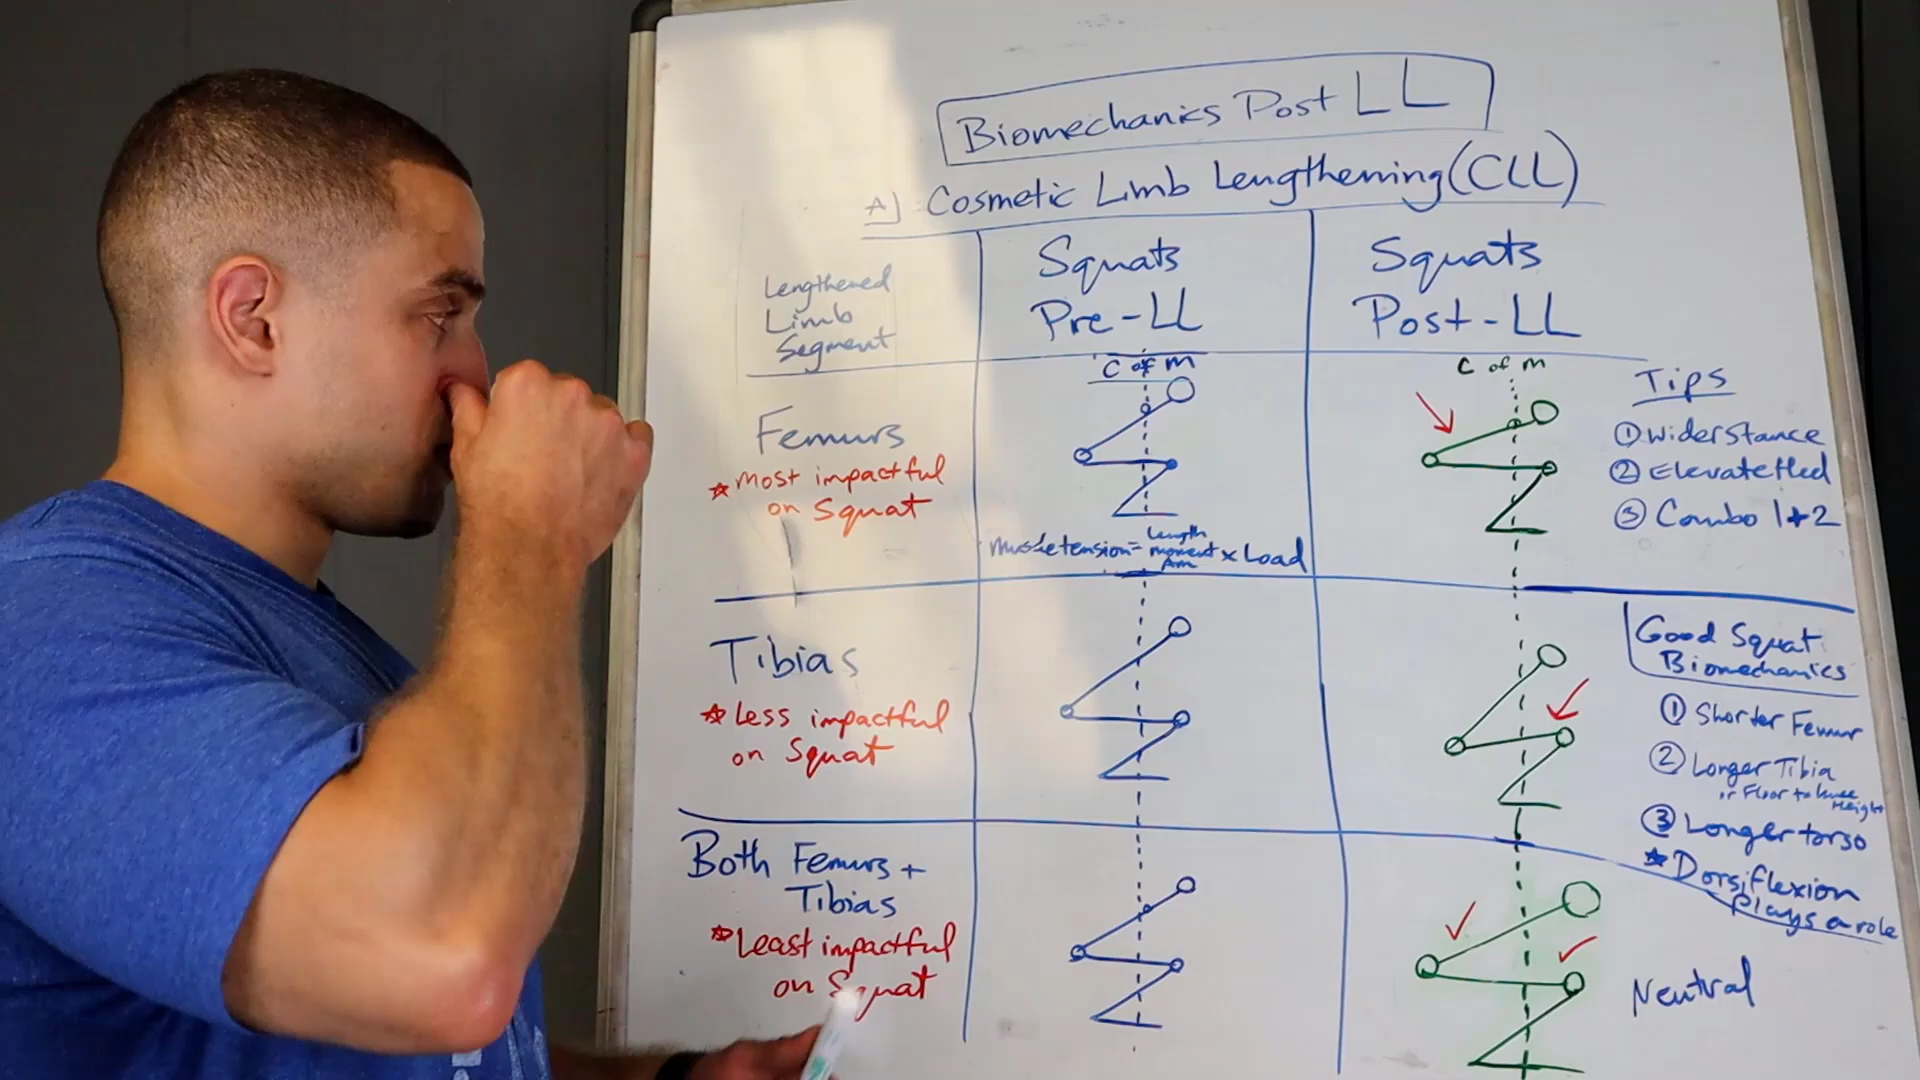 Biomechanics Post LL
A) Cosmetic Limb Lengthening (CLL)
Lengthened
Limb
Segment
Squats
Pre-LL
Squats
Post-LL
C of M
C of M
Femurs
☆ most impactful
on Squat
Muscle tension = Length moment Arm x Load
Tips
① Wider Stance
② Elevate Heel
③ Combo 1+2
Tibias
☆ Less impactful
on Squat
Good Squat
Biomechanics
① Shorter Femur
② Longer Tibia
or Floor to knee
Height
③ Longer torso
☆ Dorsiflexion
Plays a role
Both Femurs +
Tibias
☆ Least impactful
on Squat
Neutral